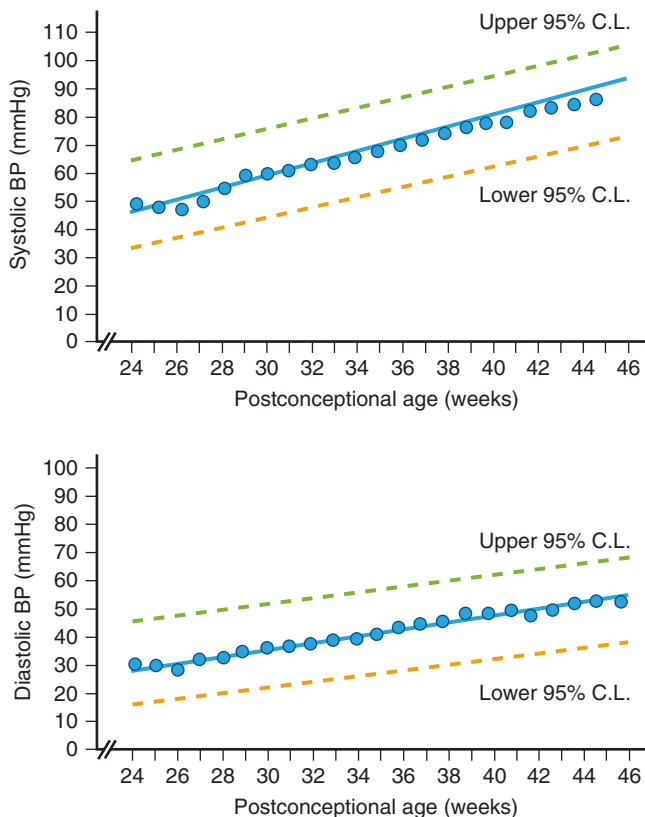 Upper 95% C.L.
110
100
90
80
70
60
50
40
30
20
10
0
Systolic BP (mmHg)
Lower 95% C.L.
24 26 28 30 32 34 36 38 40 42 44 46
Postconceptional age (weeks)
100
90
80
70
60
50
40
30
20
10
0
Diastolic BP (mmHg)
Upper 95% C.L.
Lower 95% C.L.
24 26 28 30 32 34 36 38 40 42 44 46
Postconceptional age (weeks)